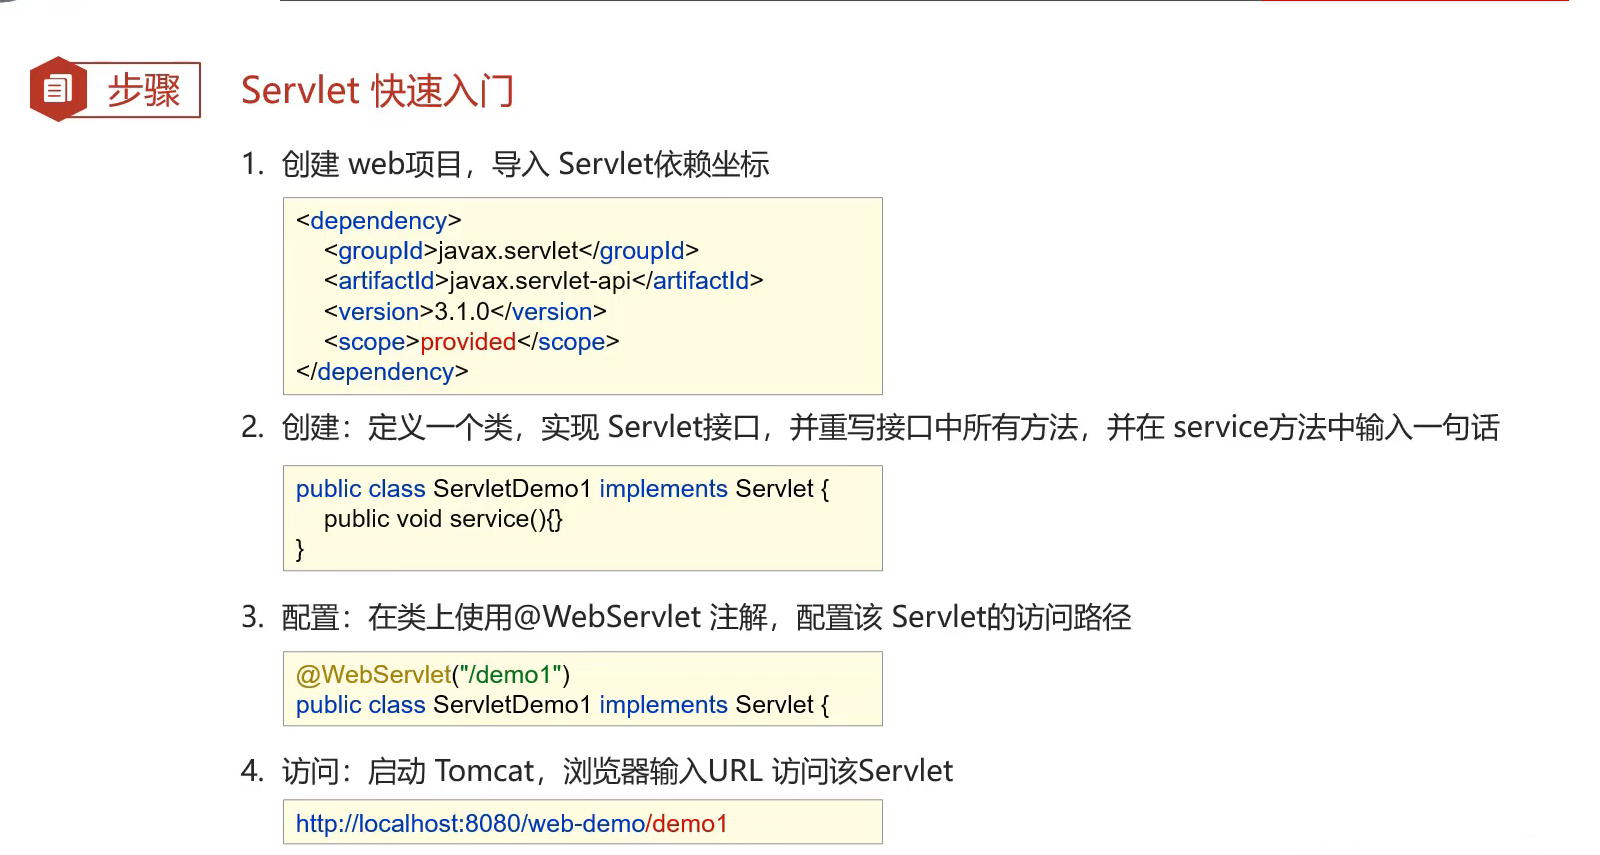 步骤
Servlet 快速入门
1. 创建 web项目，导入 Servlet依赖坐标
<dependency>
<groupId>javax.servlet</groupId>
<artifactId>javax.servlet-api</artifactId>
<version>3.1.0</version>
<scope>provided</scope>
</dependency>
2. 创建：定义一个类，实现 Servlet接口，并重写接口中所有方法，并在 service方法中输入一句话
public class ServletDemo1 implements Servlet {
public void service(){}
}
3. 配置：在类上使用@WebServlet 注解，配置该 Servlet的访问路径
@WebServlet("/demo1")
public class ServletDemo1 implements Servlet {
4. 访问：启动 Tomcat，浏览器输入URL 访问该Servlet
http://localhost:8080/web-demo/demo1